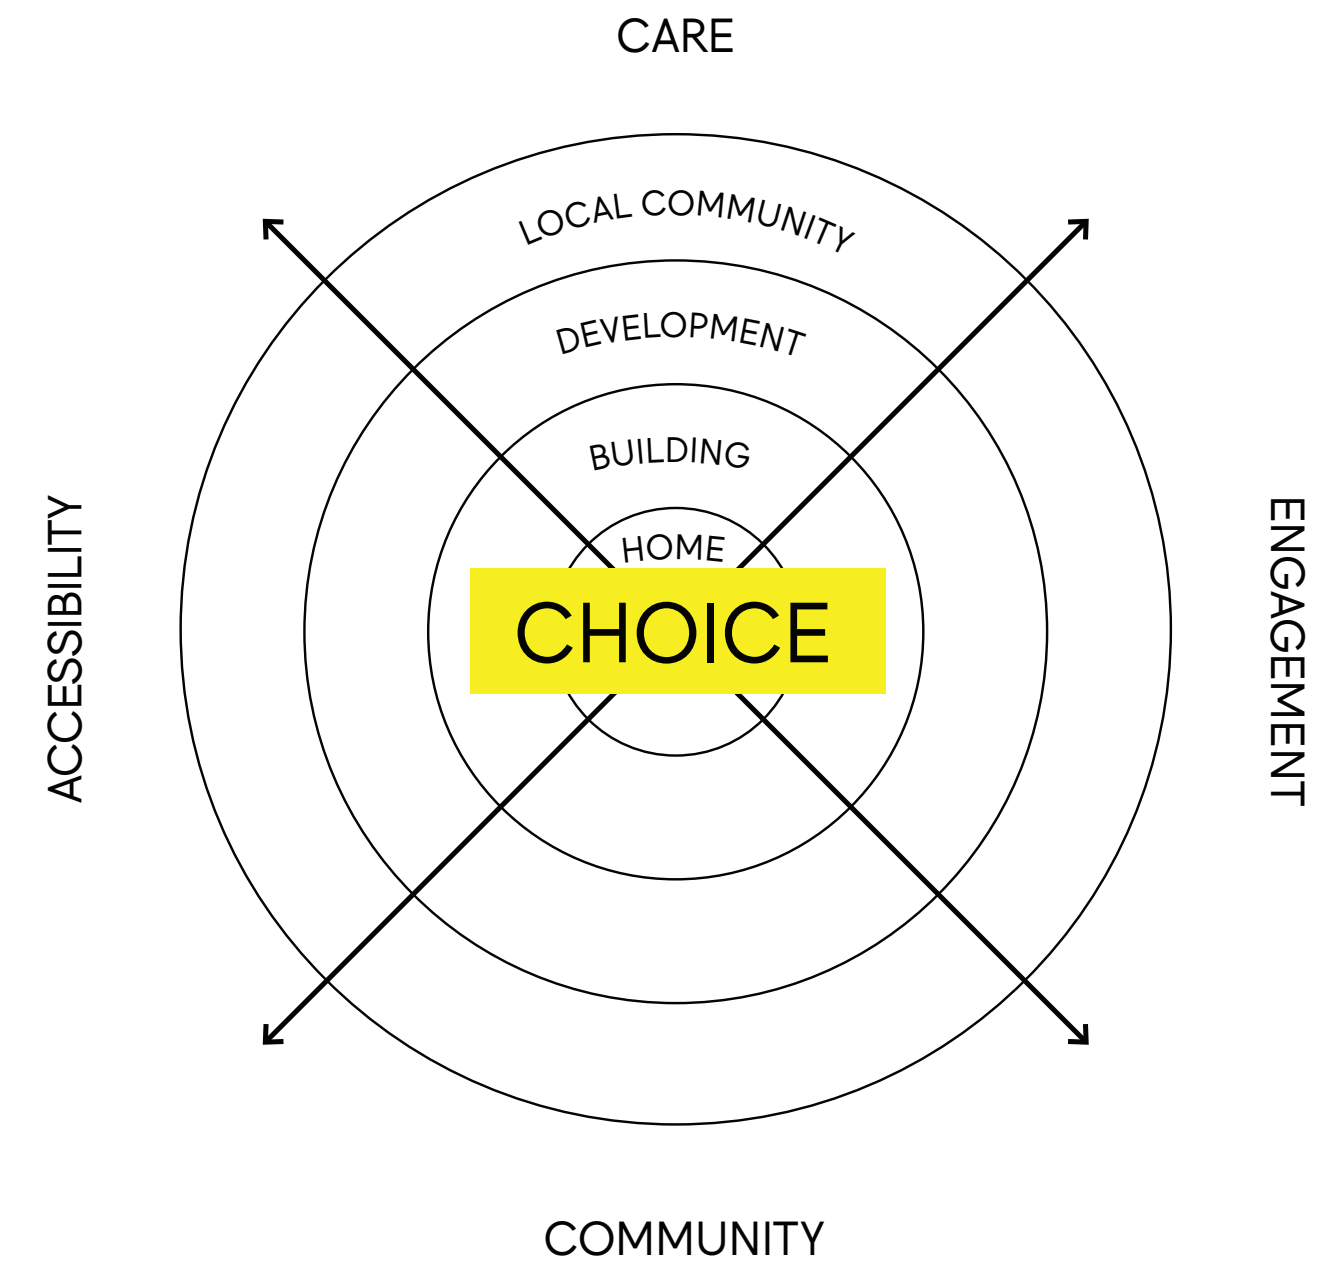 CARE
LOCAL COMMUNITY
DEVELOPMENT
BUILDING
HOME
CHOICE
ACCESSIBILITY
ENGAGEMENT
COMMUNITY